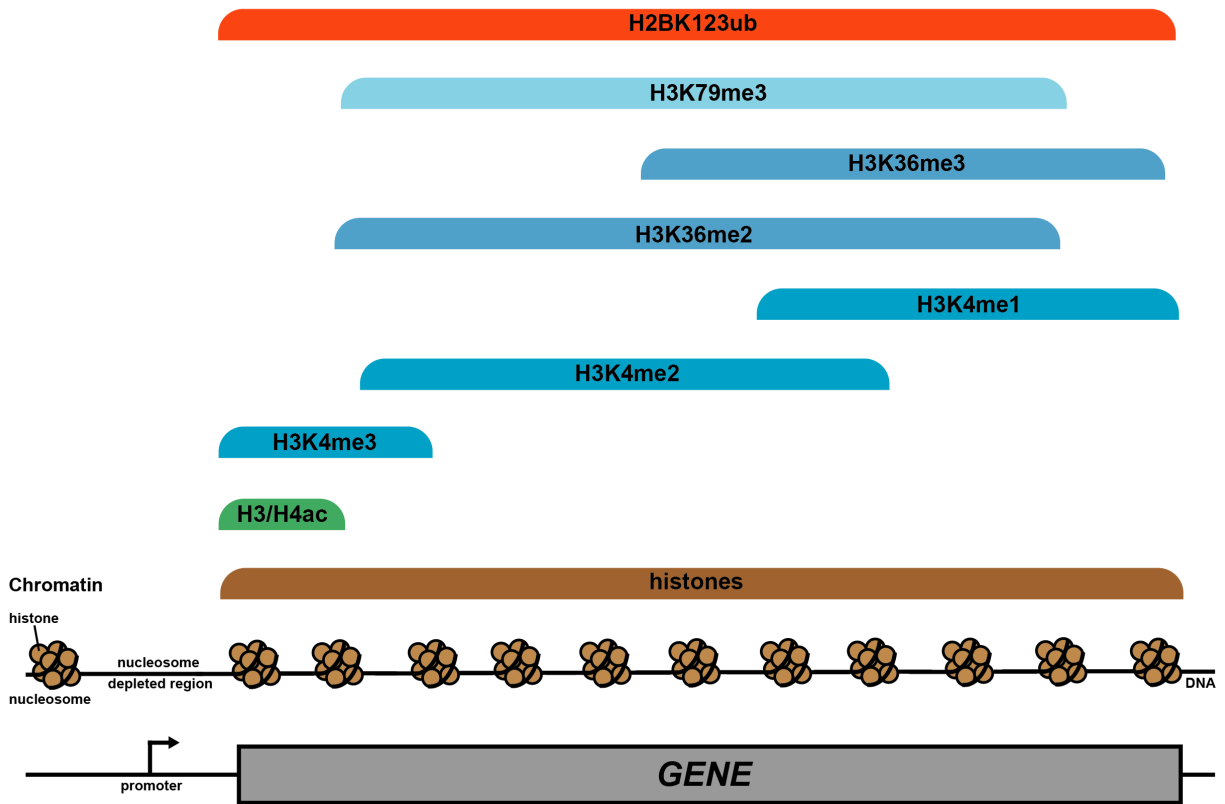 H2BK123ub
H3K79me3
H3K36me3
H3K36me2
H3K4me1
H3K4me2
H3K4me3
H3/H4ac
histones
Chromatin
histone
nucleosome
depleted region
nucleosome
DNA
promoter
GENE